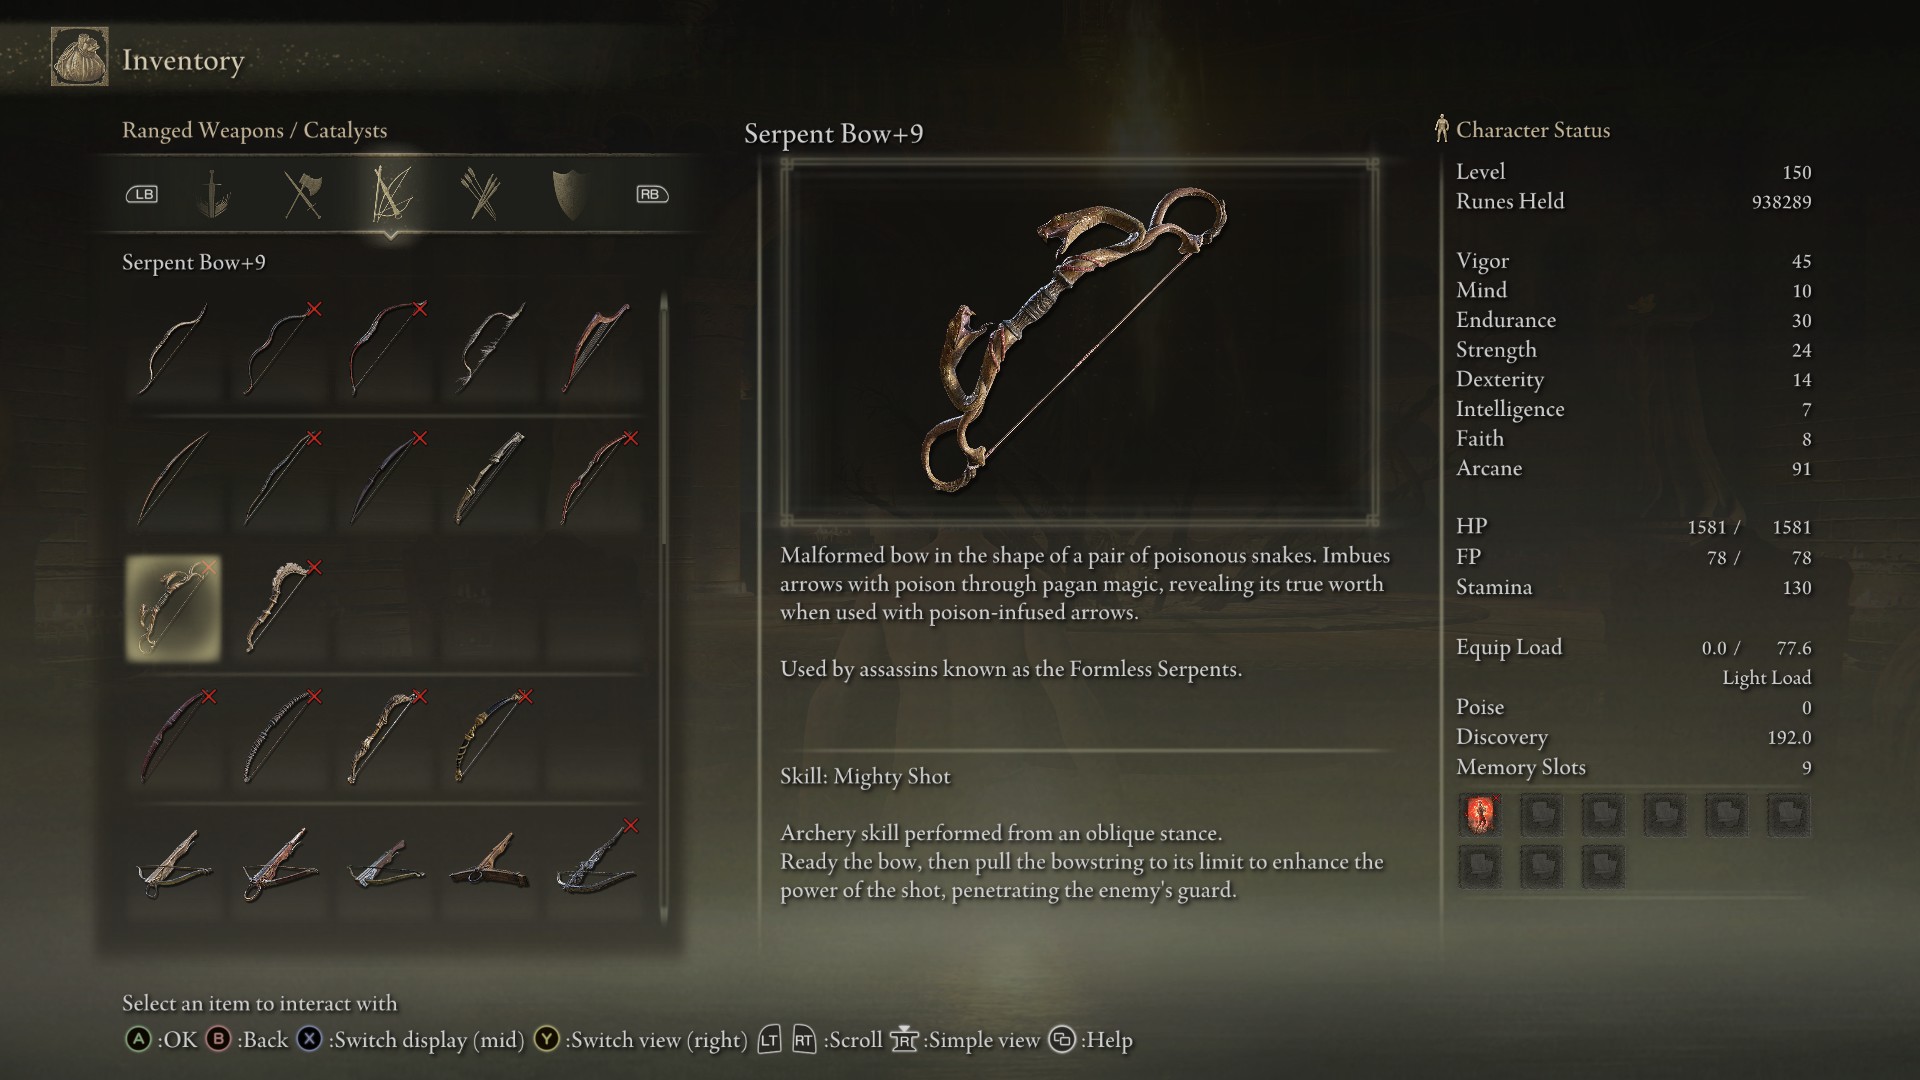 Inventory
Ranged Weapons / Catalysts
LB
RB
Serpent Bow+9
Serpent Bow+9
Malformed bow in the shape of a pair of poisonous snakes. Imbues
arrows with poison through pagan magic, revealing its true worth
when used with poison-infused arrows.
Used by assassins known as the Formless Serpents.
Skill: Mighty Shot
Archery skill performed from an oblique stance.
Ready the bow, then pull the bowstring to its limit to enhance the
power of the shot, penetrating the enemy's guard.
Character Status
Level 150
Runes Held 938289
Vigor 45
Mind 10
Endurance 30
Strength 24
Dexterity 14
Intelligence 7
Faith 8
Arcane 91
HP 1581 / 1581
FP 78 / 78
Stamina 130
Equip Load 0.0 / 77.6
Light Load
Poise 0
Discovery 192.0
Memory Slots 9
Select an item to interact with
A :OK B :Back X :Switch display (mid) Y :Switch view (right) LT RT :Scroll R :Simple view :Help